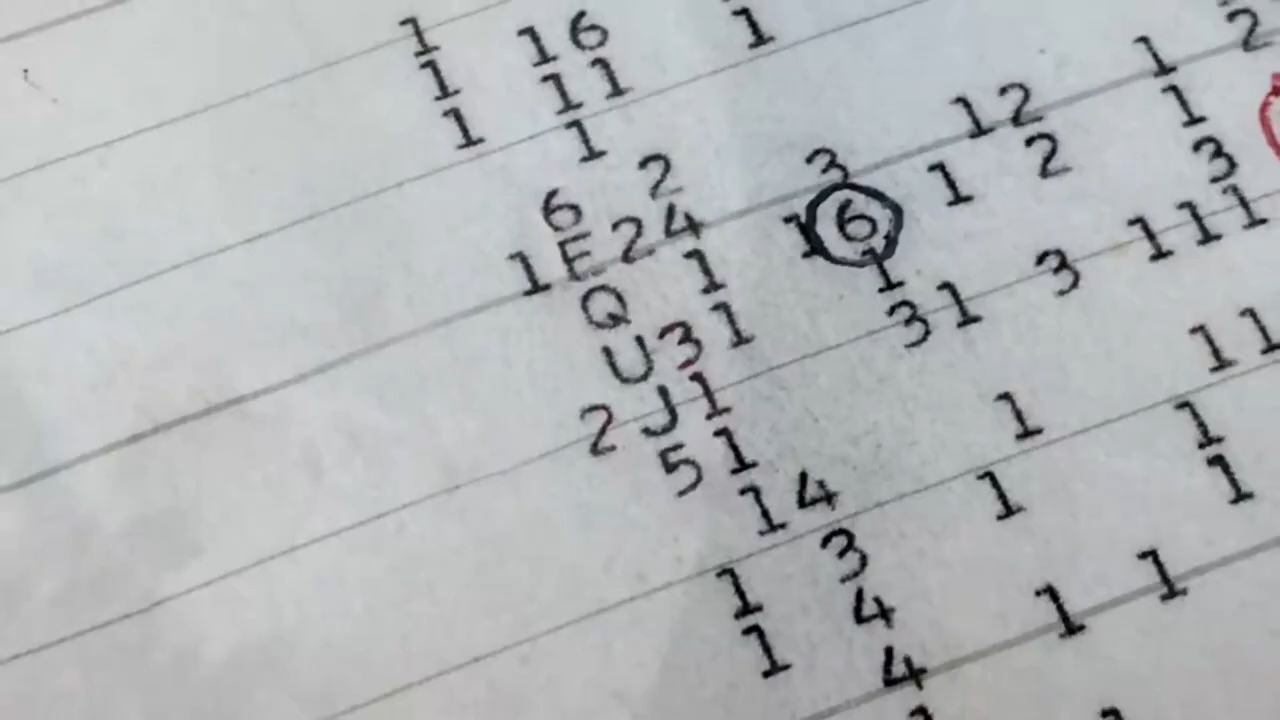 1
1 16
1 11 1
1
6 2
1E24 3 12 1 2
Q 1 16 1 2 1
U31 1 3
2 J1 31 3 111
51
14 1 11
1 3 1 1
1 4 1
4 1 1